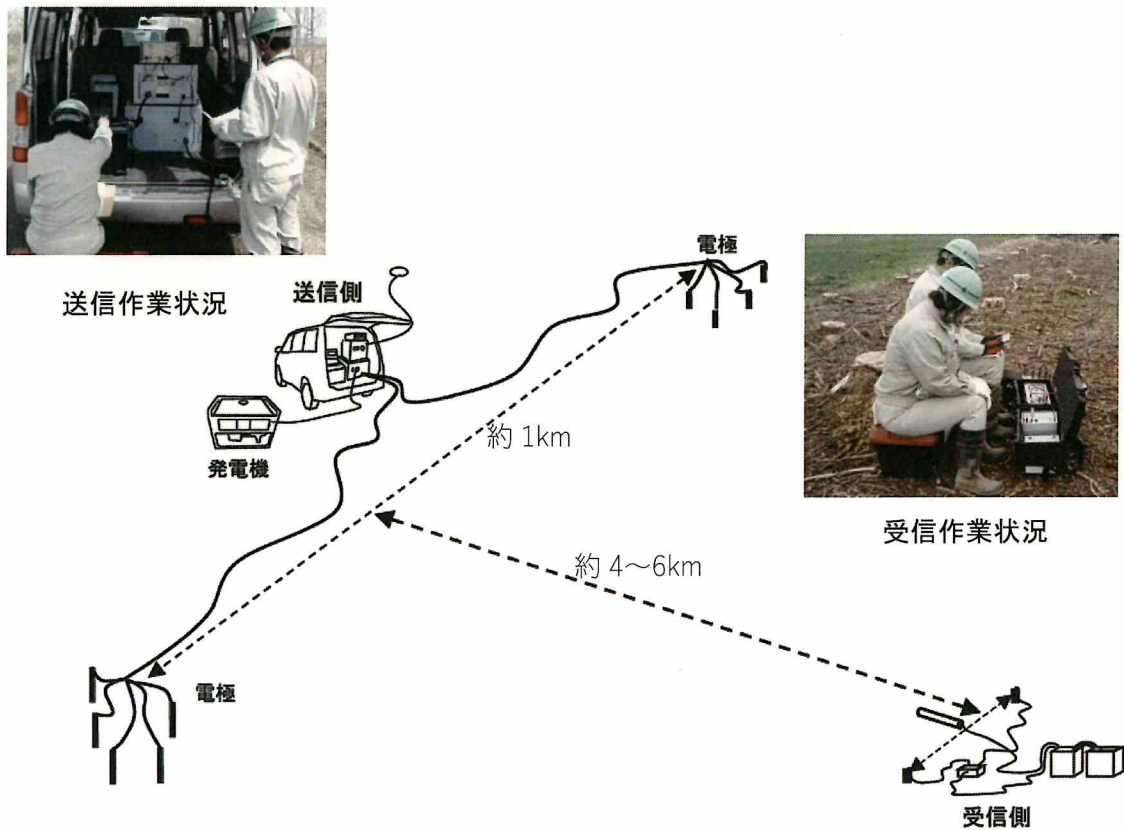 送信作業状況
送信側
電極
発電機
約 1km
受信作業状況
約 4～6km
電極
受信側